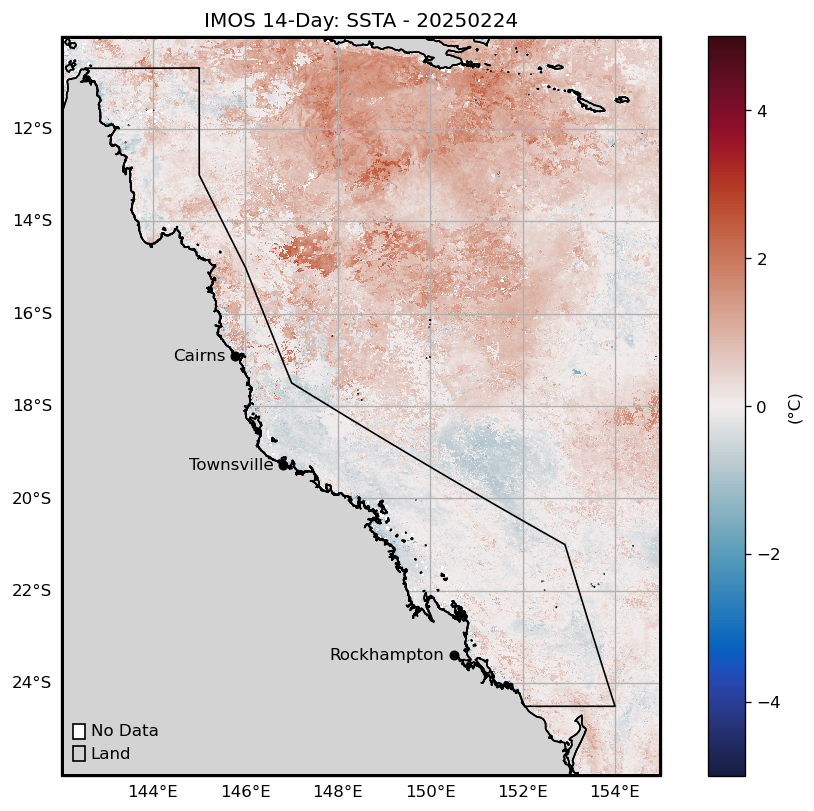 IMOS 14-Day: SSTA - 20250224
12°S
14°S
16°S
18°S
20°S
22°S
24°S
Cairns
Townsville
Rockhampton
No Data
Land
144°E 146°E 148°E 150°E 152°E 154°E
4
2
0
−2
−4
(°C)